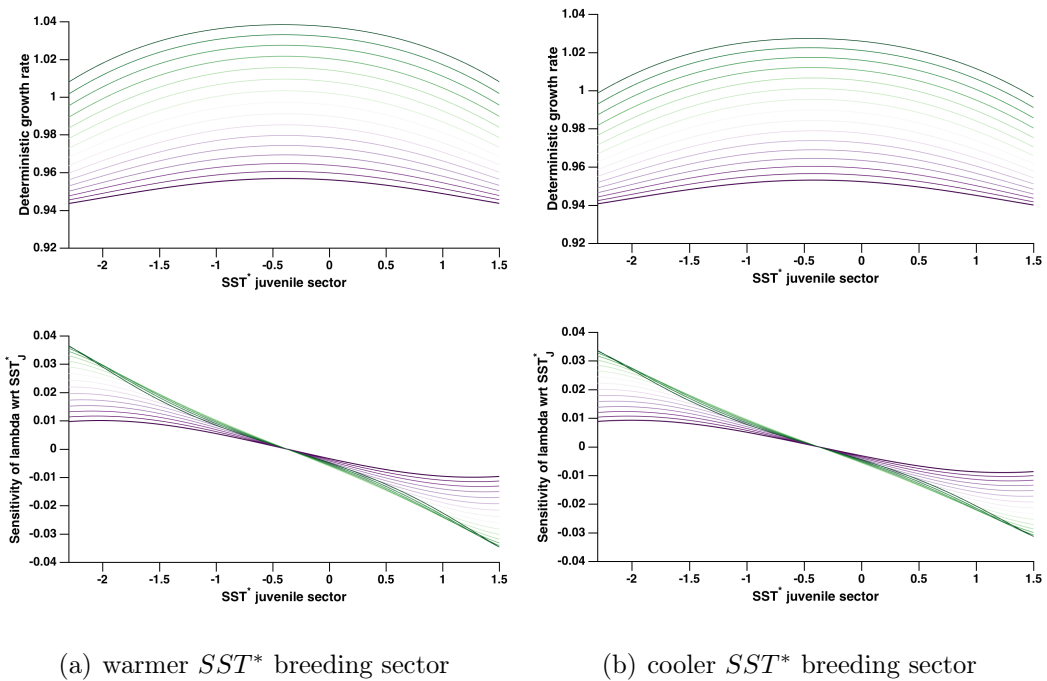 1.04
1.02
1
0.98
0.96
0.94
0.92
Deterministic growth rate
-2 -1.5 -1 -0.5 0 0.5 1 1.5
SST* juvenile sector
1.04
1.02
1
0.98
0.96
0.94
0.92
Deterministic growth rate
-2 -1.5 -1 -0.5 0 0.5 1 1.5
SST* juvenile sector
0.04
0.03
0.02
0.01
0
-0.01
-0.02
-0.03
-0.04
Sensitivity of lambda wrt SST*J
-2 -1.5 -1 -0.5 0 0.5 1 1.5
SST* juvenile sector
0.04
0.03
0.02
0.01
0
-0.01
-0.02
-0.03
-0.04
Sensitivity of lambda wrt SST*J
-2 -1.5 -1 -0.5 0 0.5 1 1.5
SST* juvenile sector
(a) warmer SST* breeding sector
(b) cooler SST* breeding sector